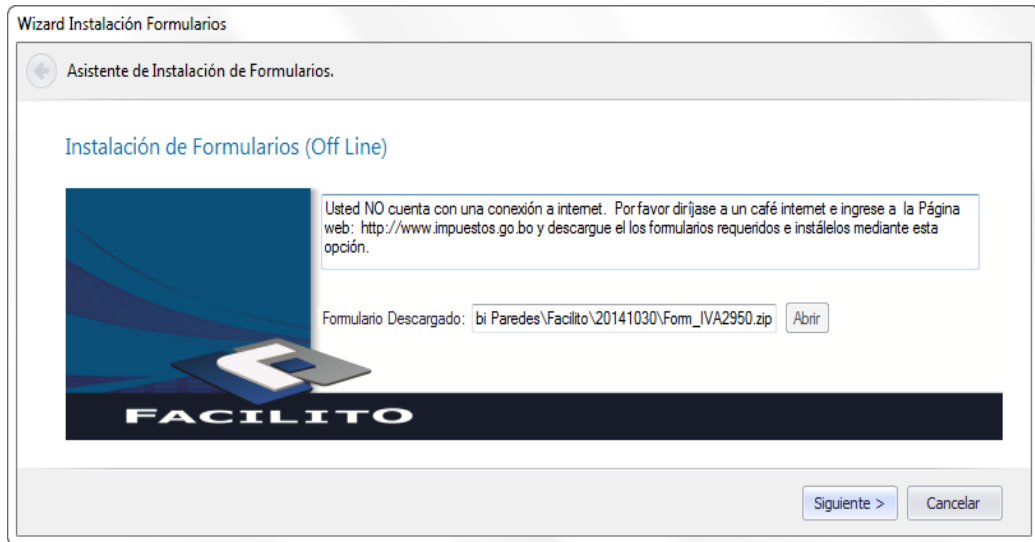 Wizard Instalación Formularios
Asistente de Instalación de Formularios.
Instalación de Formularios (Off Line)
Usted NO cuenta con una conexión a internet. Por favor diríjase a un café internet e ingrese a la Página
web: http://www.impuestos.go.bo y descargue el los formularios requeridos e instálelos mediante esta
opción.
Formulario Descargado: bi Paredes\Facilito\20141030\Form_IVA2950.zip Abrir
FACILITO
Siguiente > Cancelar